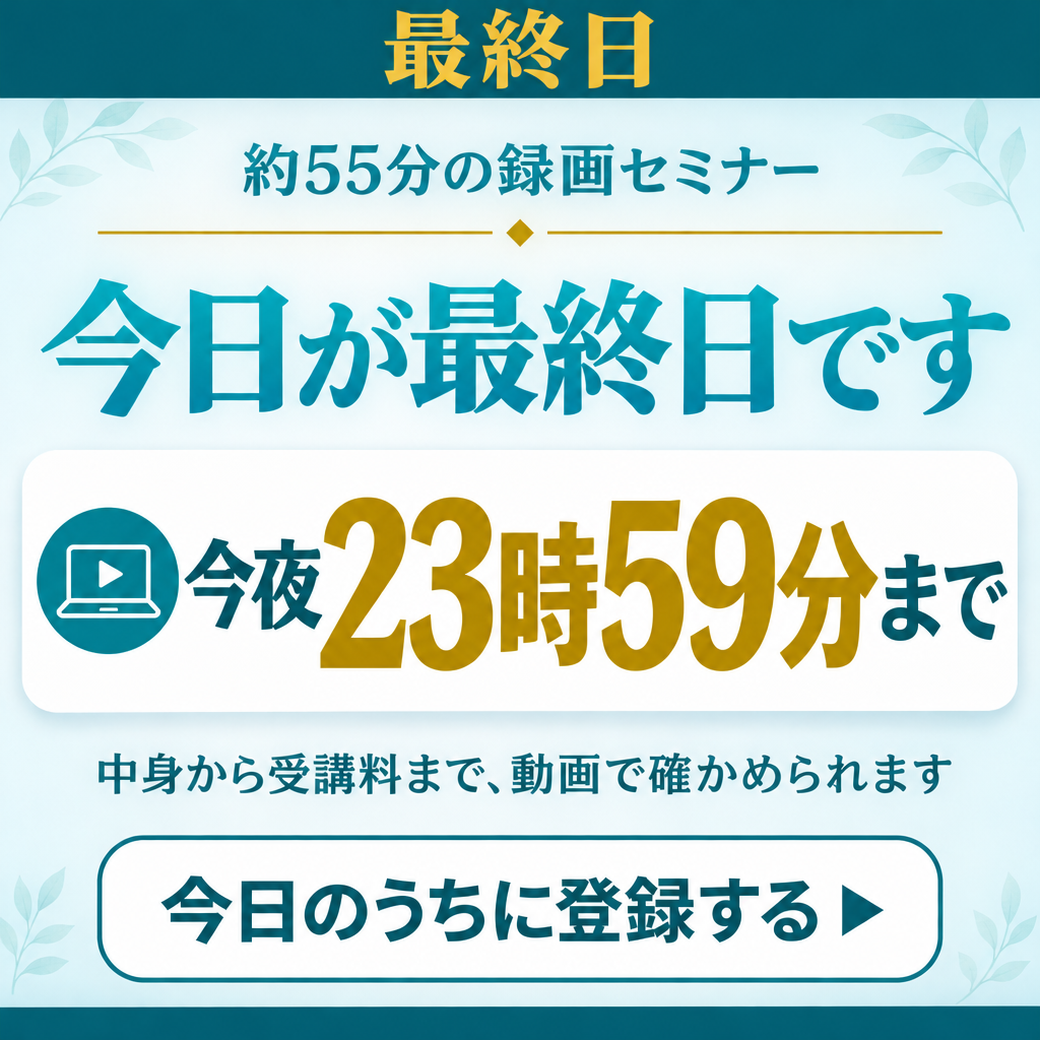 最終日
約55分の録画セミナー
今日が最終日です
今夜23時59分まで
中身から受講料まで、動画で確かめられます
今日のうちに登録する▶